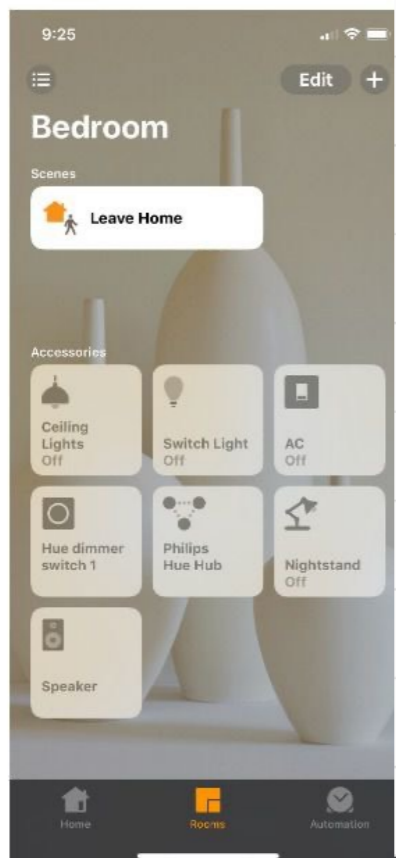 9:25
Edit +
Bedroom
Scenes
Leave Home
Accessories
Ceiling
Lights
Off
Switch Light
Off
AC
Off
Hue dimmer
switch 1
Philips
Hue Hub
Nightstand
Off
Speaker
Home
Rooms
Automation